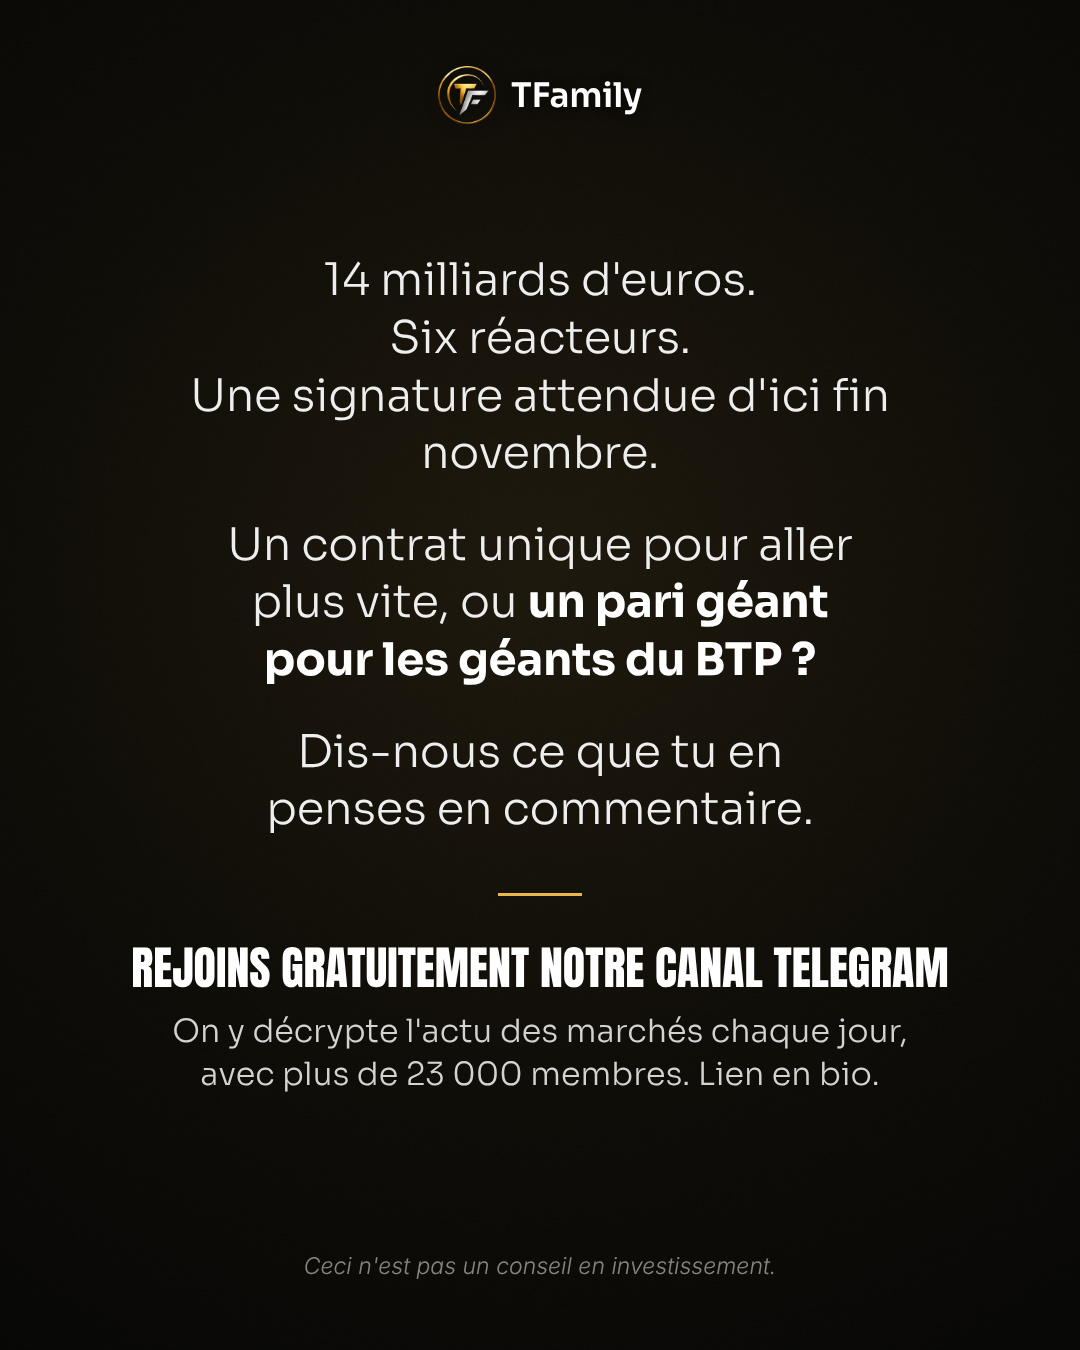 TF TFamily
14 milliards d'euros.
Six réacteurs.
Une signature attendue d'ici fin
novembre.
Un contrat unique pour aller
plus vite, ou un pari géant
pour les géants du BTP ?
Dis-nous ce que tu en
penses en commentaire.
REJOINS GRATUITEMENT NOTRE CANAL TELEGRAM
On y décrypte l'actu des marchés chaque jour,
avec plus de 23 000 membres. Lien en bio.
Ceci n'est pas un conseil en investissement.